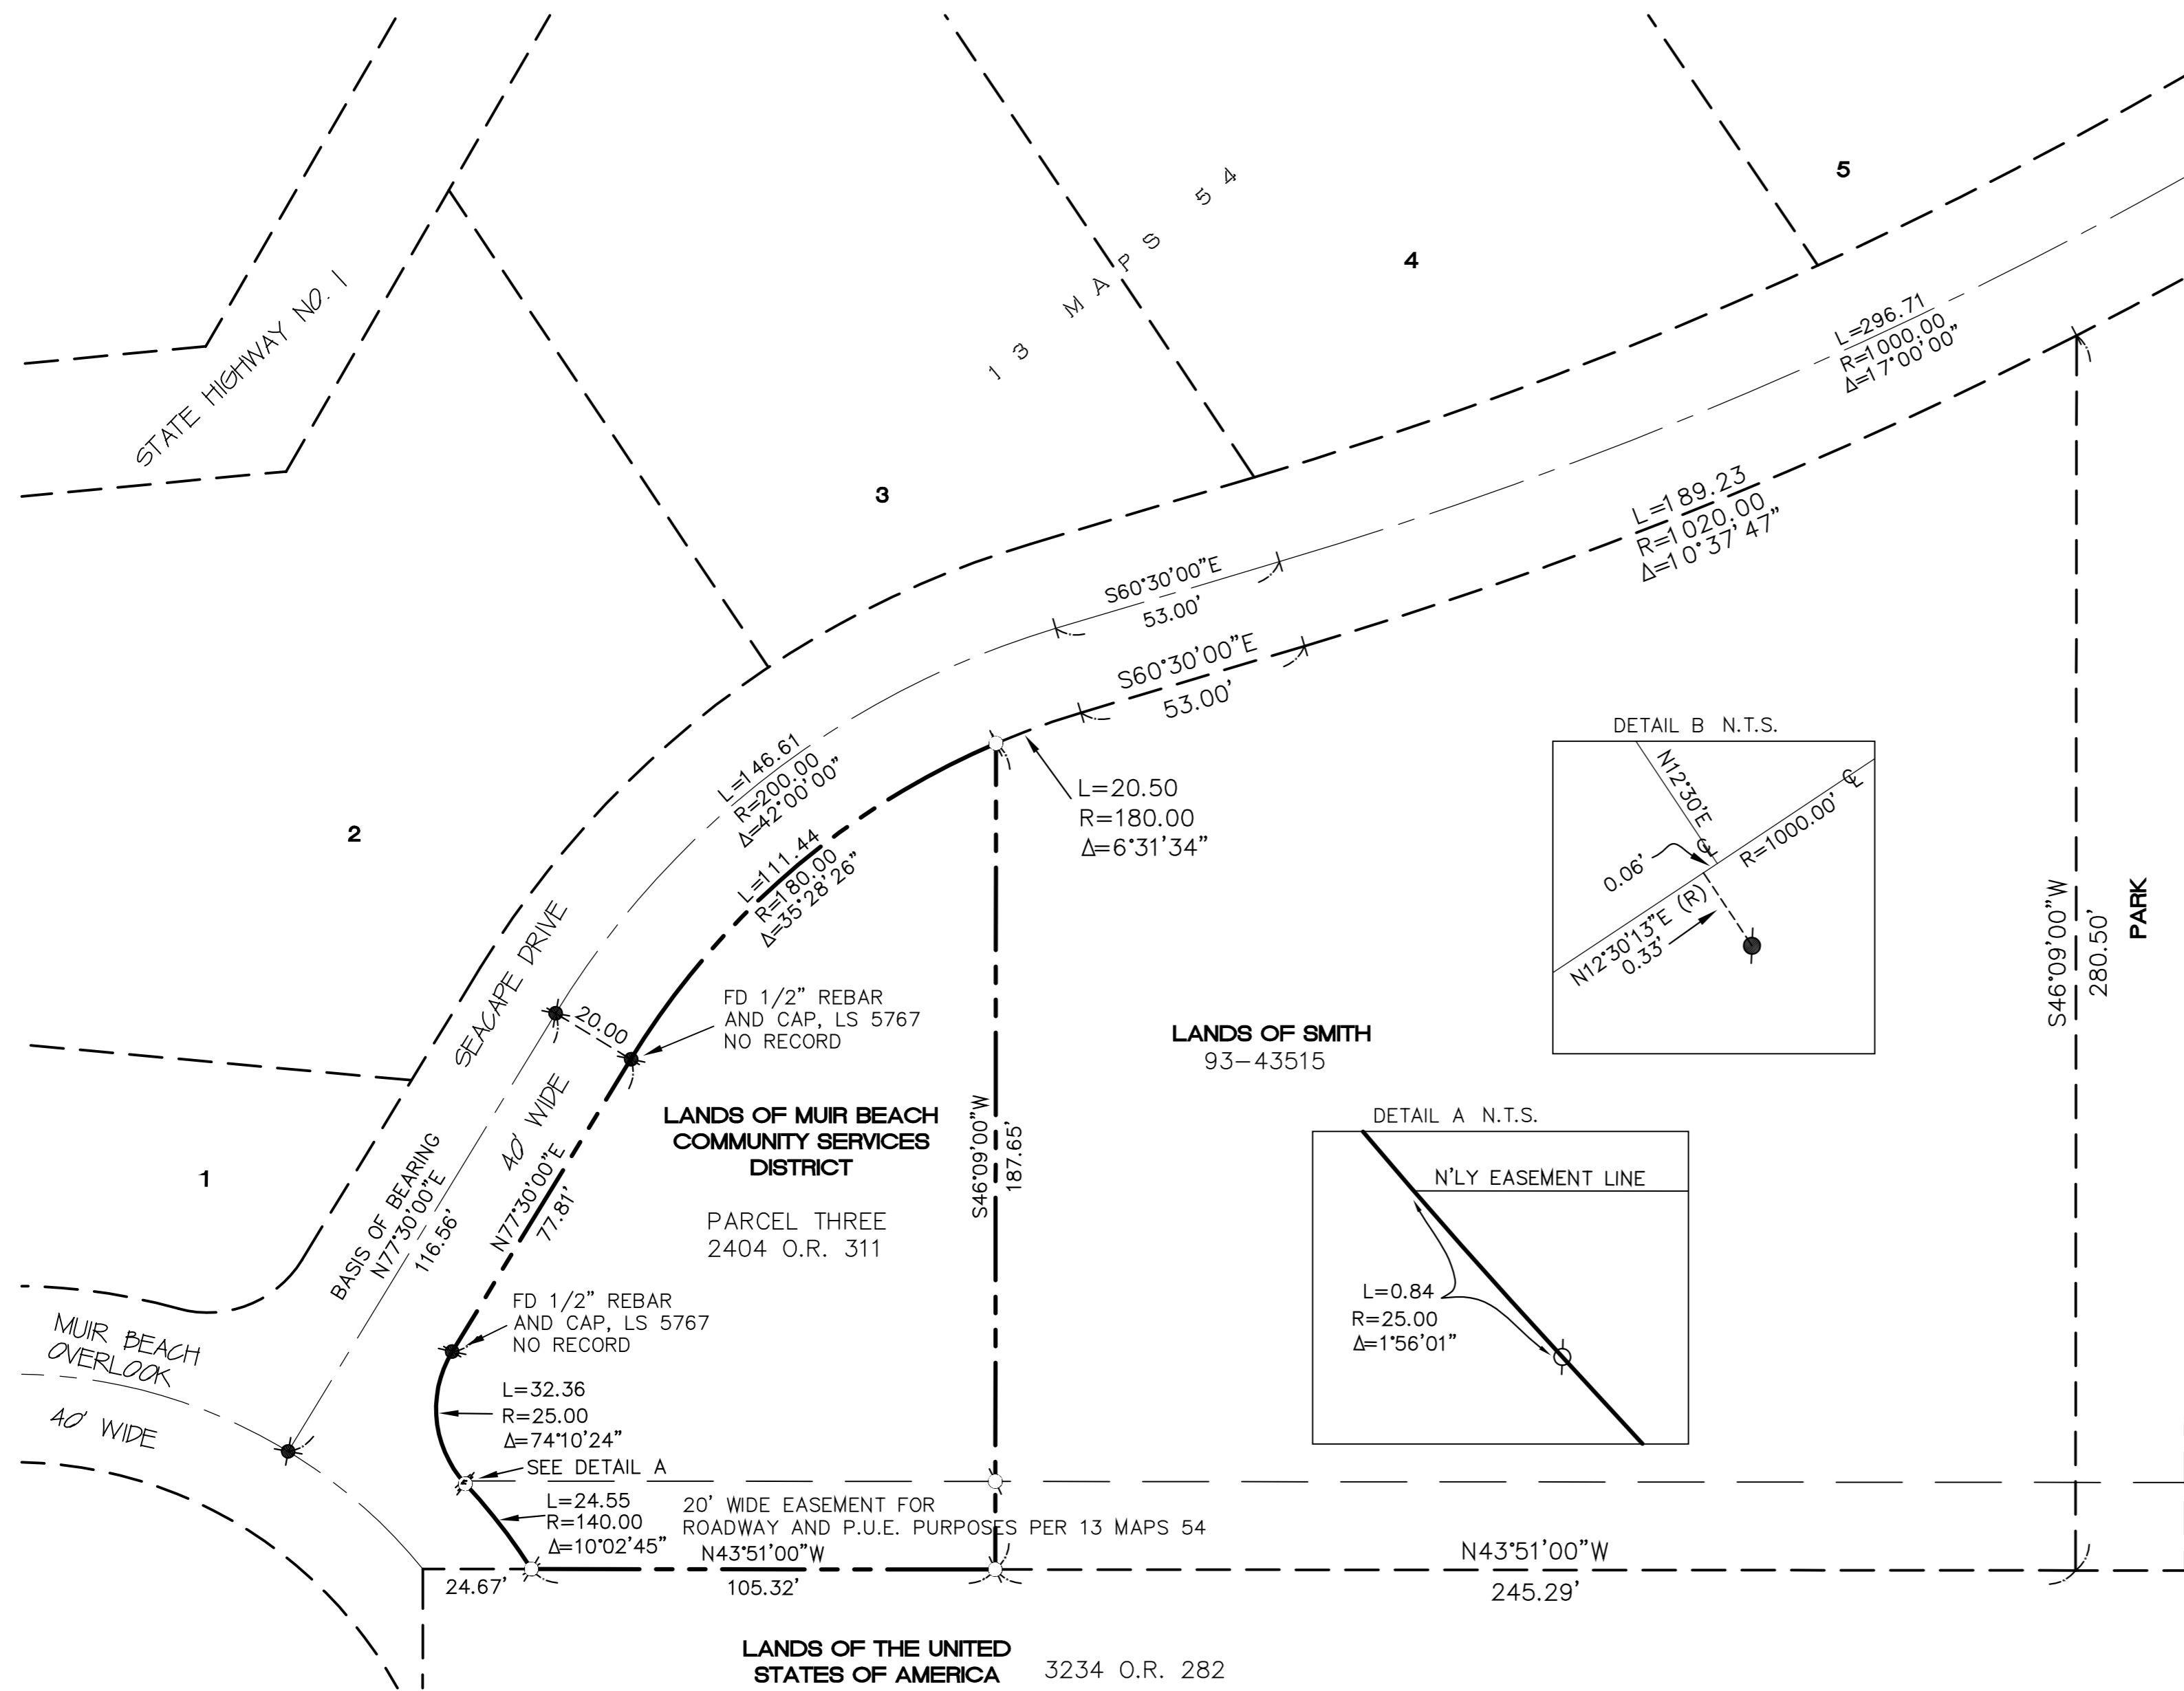 5
4
3
2
1
13 MAPS 54
STATE HIGHWAY NO. 1
L=296.71
R=1000.00
Δ=17°00'00"
L=189.23
R=1020.00
Δ=10°37'47"
S60°30'00"E
53.00'
S60°30'00"E
53.00'
L=146.61
R=200.00
Δ=42°00'00"
L=111.44
R=180.00
Δ=35°28'26"
L=20.50
R=180.00
Δ=6°31'34"
DETAIL B N.T.S.
N12°30'E
℄
℄
R=1000.00'
0.06'
N12°30'13"E (R)
0.33'
S46°09'00"W
280.50'
PARK
SEACAPE DRIVE
40' WIDE
20.00
FD 1/2" REBAR
AND CAP, LS 5767
NO RECORD
LANDS OF SMITH
93-43515
LANDS OF MUIR BEACH
COMMUNITY SERVICES
DISTRICT
PARCEL THREE
2404 O.R. 311
S46°09'00"W
187.65'
N77°30'00"E
77.81'
BASIS OF BEARING
N77°30'00"E
116.56'
DETAIL A N.T.S.
N'LY EASEMENT LINE
L=0.84
R=25.00
Δ=1°56'01"
FD 1/2" REBAR
AND CAP, LS 5767
NO RECORD
MUIR BEACH
OVERLOOK
40' WIDE
L=32.36
R=25.00
Δ=74°10'24"
SEE DETAIL A
L=24.55
R=140.00
Δ=10°02'45"
20' WIDE EASEMENT FOR
ROADWAY AND P.U.E. PURPOSES PER 13 MAPS 54
N43°51'00"W
105.32'
24.67'
N43°51'00"W
245.29'
LANDS OF THE UNITED
STATES OF AMERICA 3234 O.R. 282